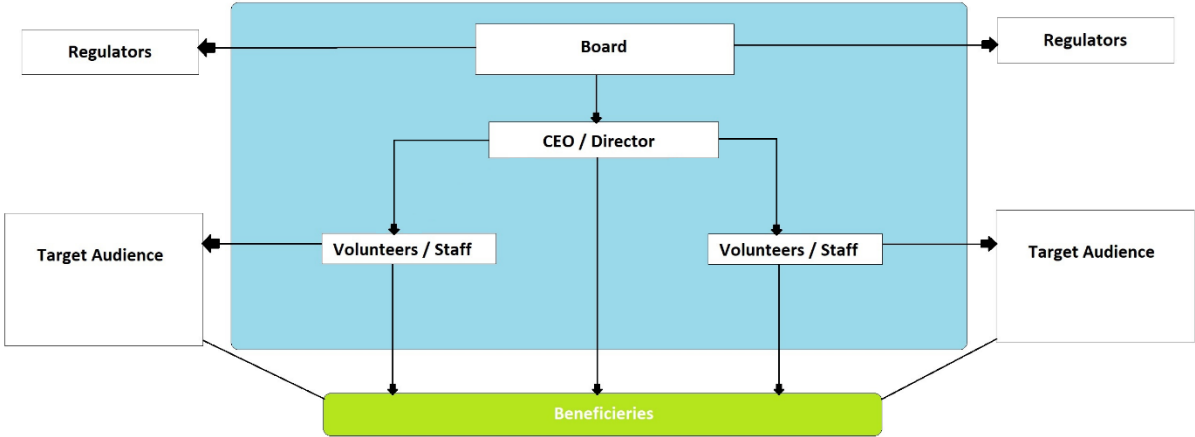 Regulators
Board
Regulators
CEO / Director
Target Audience
Volunteers / Staff
Volunteers / Staff
Target Audience
Beneficieries